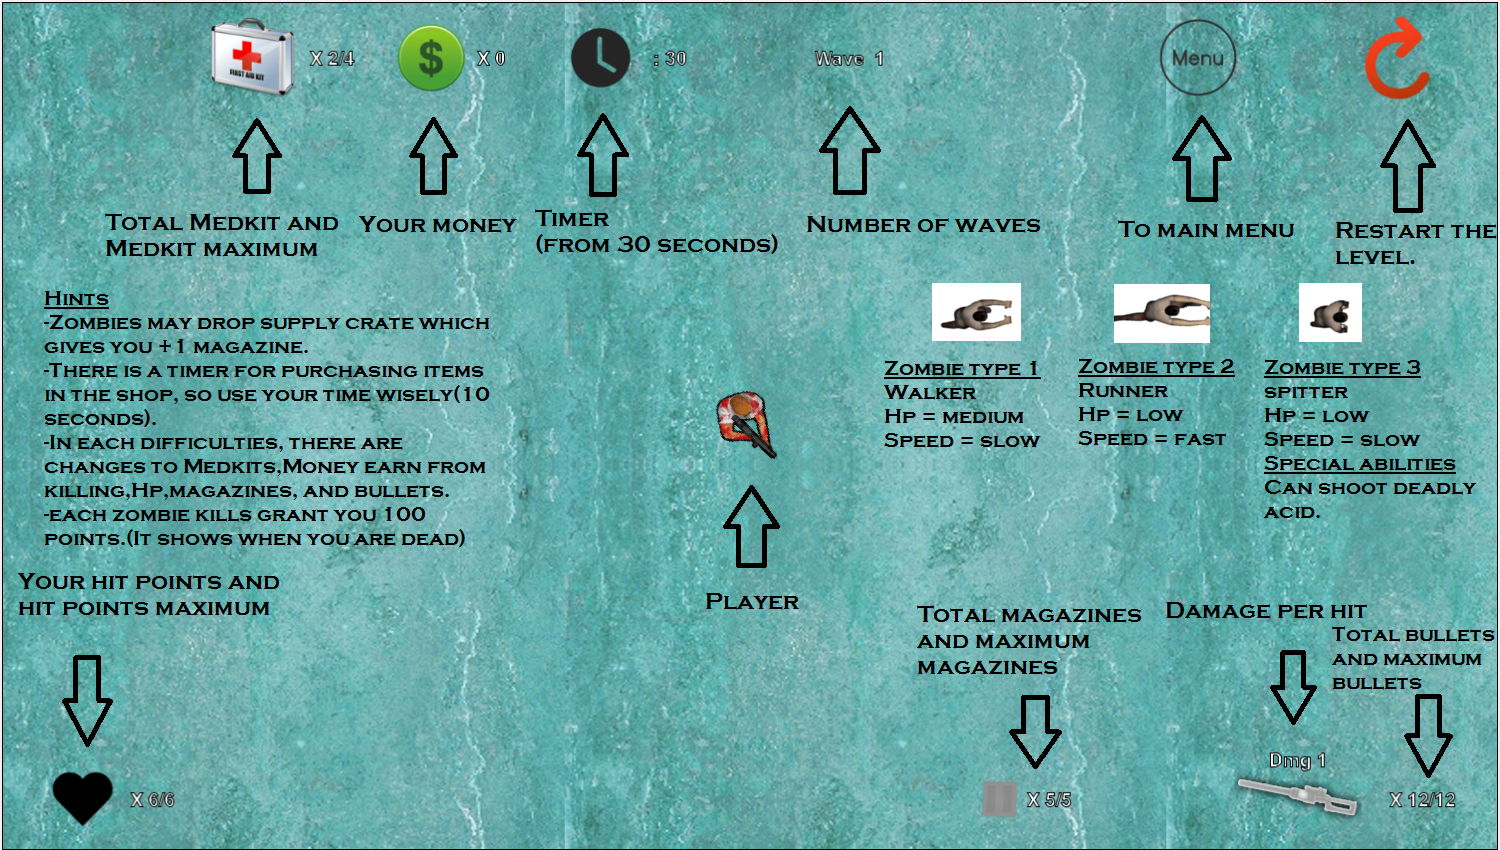 FIRST AID KIT
X 2/4
$
X 0
: 30
Wave 1
Menu
Total Medkit and
Medkit maximum
Your money
Timer
(from 30 seconds)
Number of waves
To main menu
Restart the
level.
Hints
-Zombies may drop supply crate which
gives you +1 magazine.
-There is a timer for purchasing items
in the shop, so use your time wisely(10
seconds).
-In each difficulties, there are
changes to Medkits,Money earn from
killing,Hp,magazines, and bullets.
-each zombie kills grant you 100
points.(It shows when you are dead)
Zombie type 1
Walker
Hp = medium
Speed = slow
Zombie type 2
Runner
Hp = low
Speed = fast
Zombie type 3
spitter
Hp = low
Speed = slow
Special abilities
Can shoot deadly
acid.
Player
Your hit points and
hit points maximum
X 6/6
Total magazines
and maximum
magazines
X 5/5
Damage per hit
Dmg 1
Total bullets
and maximum
bullets
X 12/12